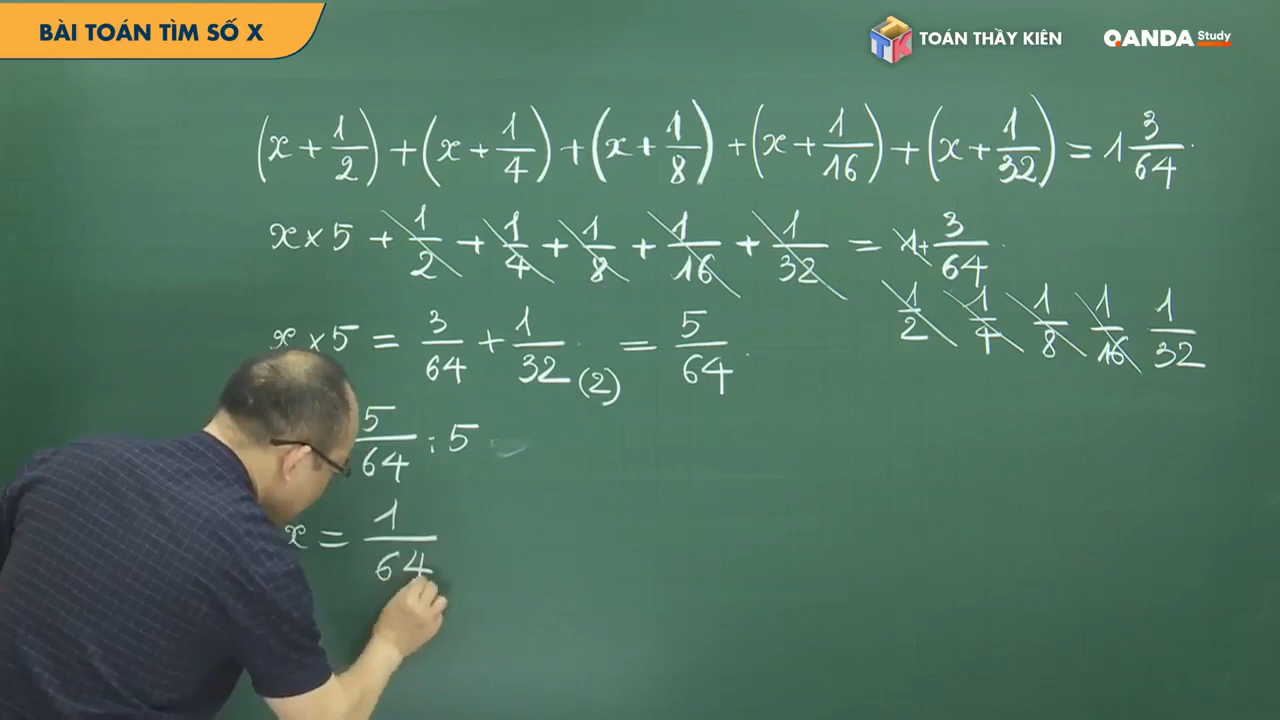 BÀI TOÁN TÌM SỐ X
TTK TOÁN THẦY KIÊN QANDA Study
(x + 1/2) + (x + 1/4) + (x + 1/8) + (x + 1/16) + (x + 1/32) = 1 3/64
x × 5 + 1/2 + 1/4 + 1/8 + 1/16 + 1/32 = 1 + 3/64
1/2 1/4 1/8 1/16 1/32
x × 5 = 3/64 + 1/32 (2) = 5/64
5/64 : 5
x = 1/64